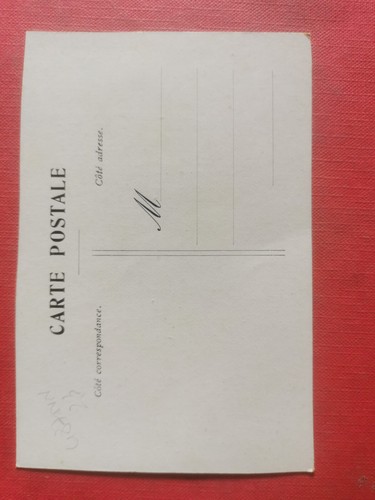 CARTE POSTALE
Côté correspondance.
Côté adresse.
M